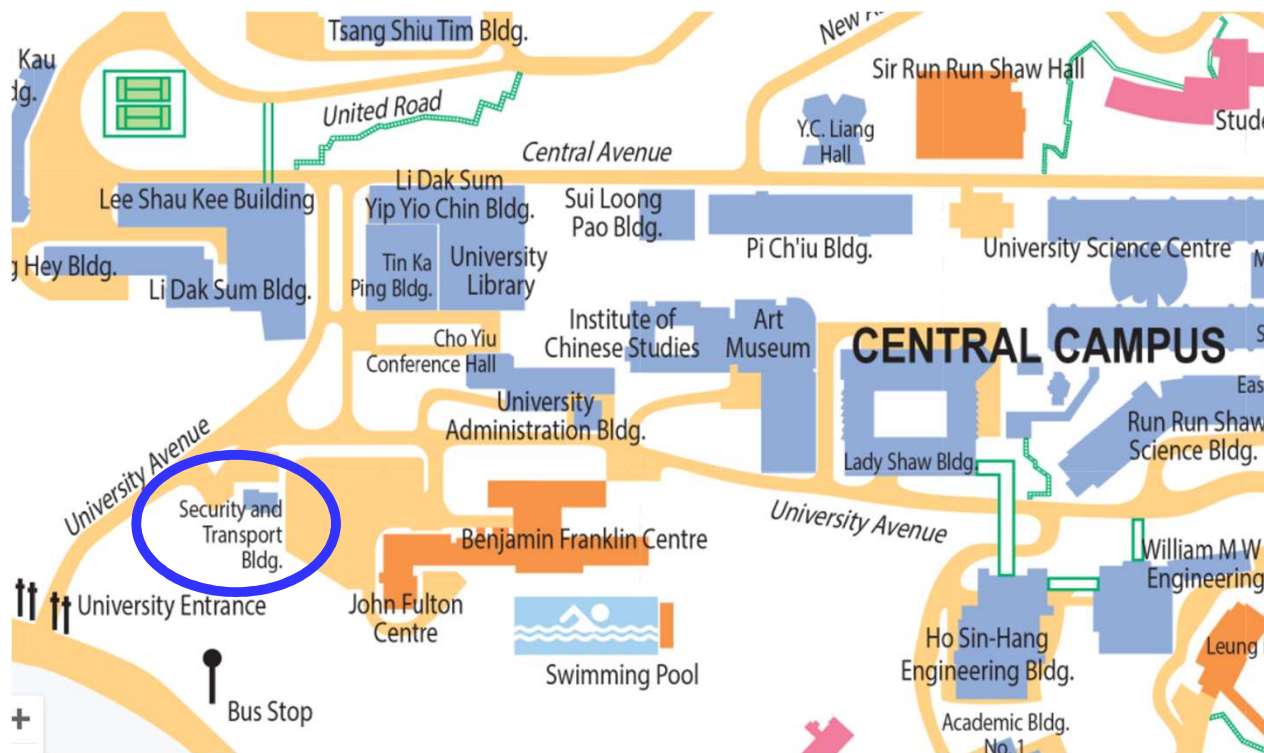 Tsang Shiu Tim Bldg.
New
Kau
dg.
Sir Run Run Shaw Hall
United Road
Y.C. Liang
Hall
Central Avenue
Lee Shau Kee Building
Li Dak Sum
Yip Yio Chin Bldg.
Sui Loong
Pao Bldg.
Pi Ch'iu Bldg.
University Science Centre
Hey Bldg.
Li Dak Sum Bldg.
Tin Ka
Ping Bldg.
University
Library
Institute of
Chinese Studies
Art
Museum
CENTRAL CAMPUS
Cho Yiu
Conference Hall
University
Administration Bldg.
Run Run Shaw
Science Bldg.
Lady Shaw Bldg.
University Avenue
Security and
Transport
Bldg.
University Avenue
Benjamin Franklin Centre
William M W
Engineering
University Entrance
John Fulton
Centre
Ho Sin-Hang
Engineering Bldg.
Leung
Swimming Pool
Bus Stop
Academic Bldg.
No. 1